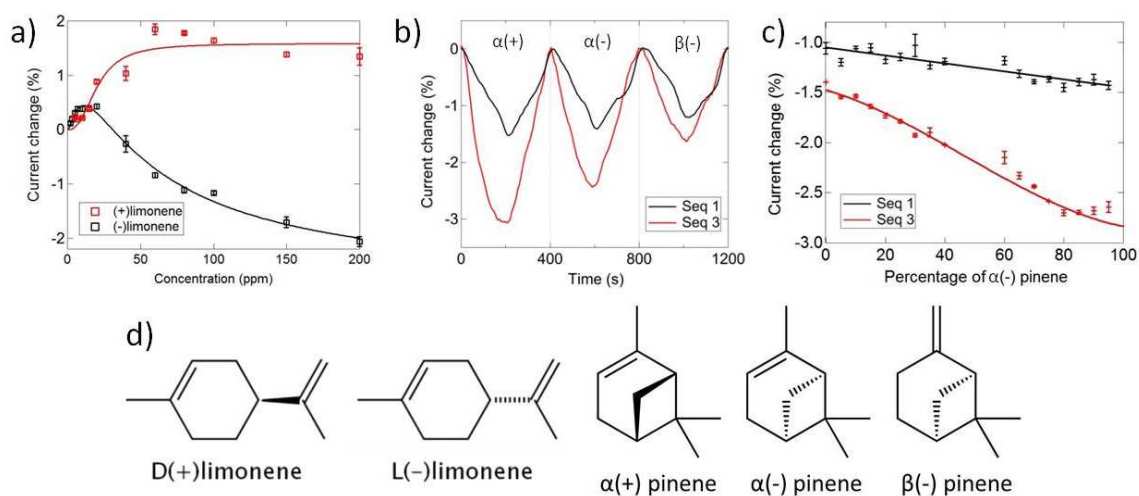 a)
Current change (%)
2
1
0
-1
-2
(+)limonene
(-)limonene
0
50
100
150
200
Concentration (ppm)
b)
α(+)
α(-)
β(-)
Current change (%)
0
-1
-2
-3
Seq 1
Seq 3
0
400
800
1200
Time (s)
c)
Current change (%)
-1.0
-1.5
-2.0
-2.5
-3.0
Seq 1
Seq 3
0
20
40
60
80
100
Percentage of α(-) pinene
d)
D(+)limonene
L(-)limonene
α(+) pinene
α(-) pinene
β(-) pinene